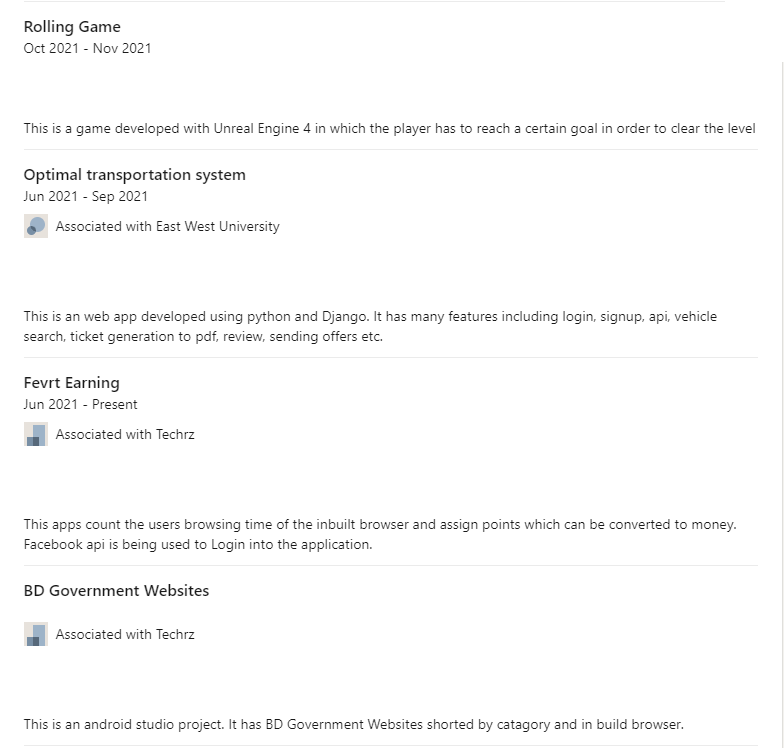 Rolling Game
Oct 2021 - Nov 2021
This is a game developed with Unreal Engine 4 in which the player has to reach a certain goal in order to clear the level
Optimal transportation system
Jun 2021 - Sep 2021
Associated with East West University
This is an web app developed using python and Django. It has many features including login, signup, api, vehicle
search, ticket generation to pdf, review, sending offers etc.
Fevrt Earning
Jun 2021 - Present
Associated with Techrz
This apps count the users browsing time of the inbuilt browser and assign points which can be converted to money.
Facebook api is being used to Login into the application.
BD Government Websites
Associated with Techrz
This is an android studio project. It has BD Government Websites shorted by catagory and in build browser.